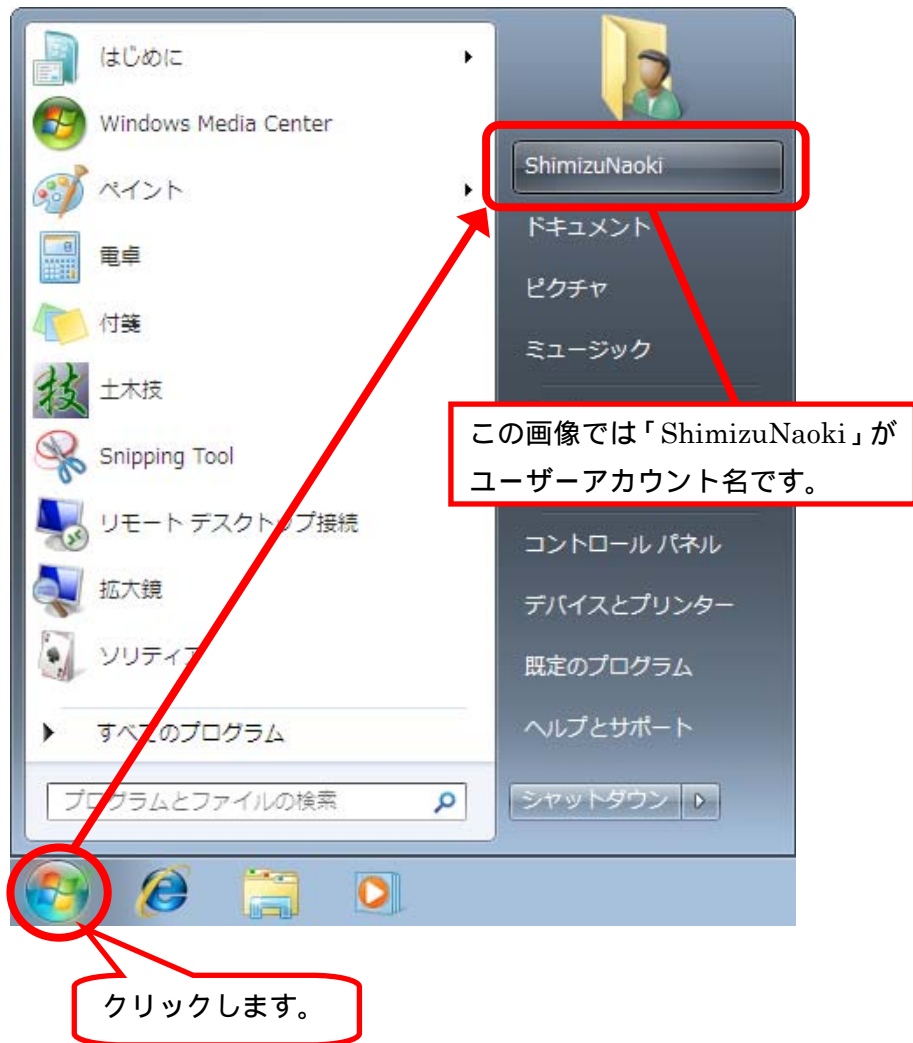 はじめに
Windows Media Center
ペイント
電卓
付箋
土木技
Snipping Tool
リモート デスクトップ接続
拡大鏡
ソリティア
すべてのプログラム
プログラムとファイルの検索
ShimizuNaoki
ドキュメント
ピクチャ
ミュージック
この画像では「ShimizuNaoki」が
ユーザーアカウント名です。
コントロール パネル
デバイスとプリンター
既定のプログラム
ヘルプとサポート
シャットダウン
クリックします。